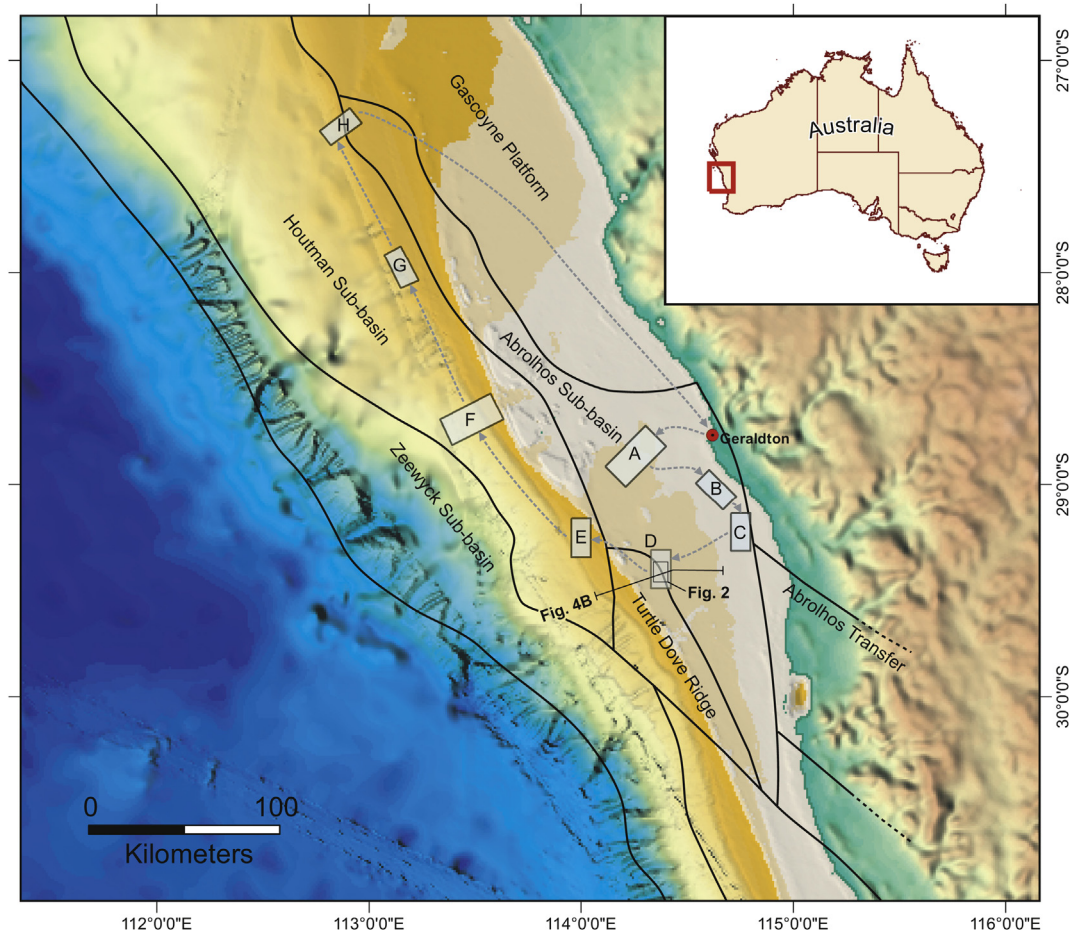 Australia
27°0'0"S
28°0'0"S
29°0'0"S
30°0'0"S
Gascoyne Platform
H
G
Houtman Sub-basin
Abrolhos Sub-basin
F
Geraldton
A
B
Zeewyck Sub-basin
C
E
D
Fig. 2
Fig. 4B
Abrolhos Transfer
Turtle Dove Ridge
0 100
Kilometers
112°0'0"E 113°0'0"E 114°0'0"E 115°0'0"E 116°0'0"E